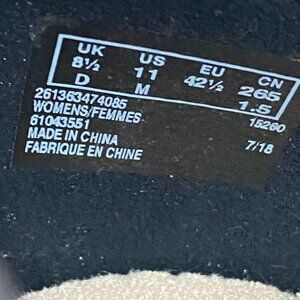 UK US EU CN
8½ 11 42½ 265
D M 1.5
261363474085 15260
WOMENS/FEMMES
61043551
MADE IN CHINA 7/18
FABRIQUE EN CHINE